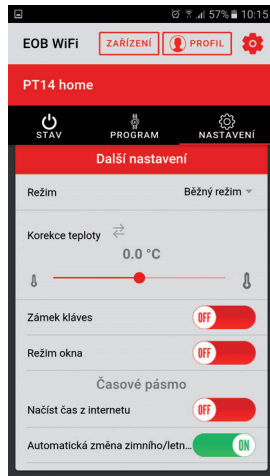 57% 10:15
EOB WiFi ZAŘÍZENÍ PROFIL
PT14 home
STAV PROGRAM NASTAVENÍ
Další nastavení
Režim Běžný režim
Korekce teploty
0.0 °C
Zámek kláves OFF
Režim okna OFF
Časové pásmo
Načíst čas z internetu OFF
Automatická změna zimního/letn... ON